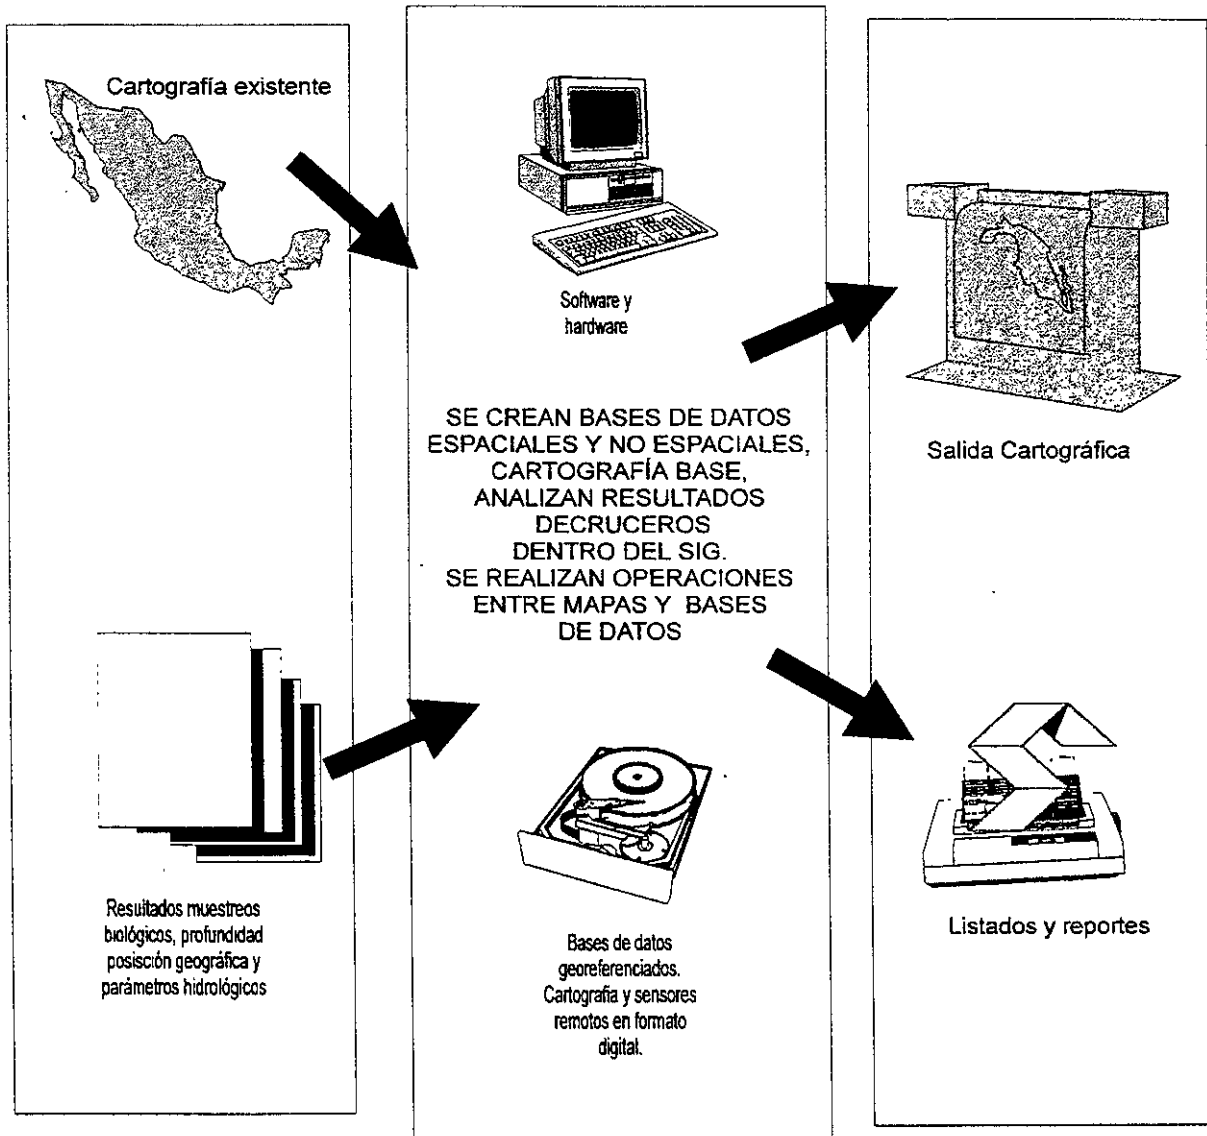 Cartografía existente
Resultados muestreos
biológicos, profundidad
posisción geográfica y
parámetros hidrológicos
Software y
hardware
SE CREAN BASES DE DATOS
ESPACIALES Y NO ESPACIALES,
CARTOGRAFÍA BASE,
ANALIZAN RESULTADOS
DECRUCEROS
DENTRO DEL SIG.
SE REALIZAN OPERACIONES
ENTRE MAPAS Y BASES
DE DATOS
Bases de datos
georeferenciados.
Cartografia y sensores
remotos en formato
digital.
Salida Cartográfica
Listados y reportes